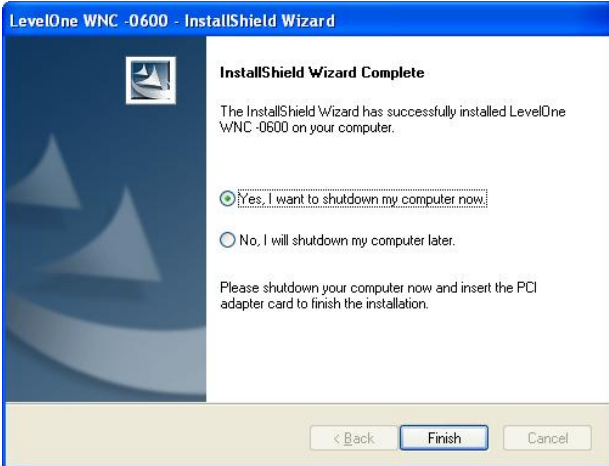 LevelOne WNC -0600 - InstallShield Wizard
InstallShield Wizard Complete
The InstallShield Wizard has successfully installed LevelOne
WNC -0600 on your computer.
Yes, I want to shutdown my computer now.
No, I will shutdown my computer later.
Please shutdown your computer now and insert the PCI
adapter card to finish the installation.
< Back
Finish
Cancel